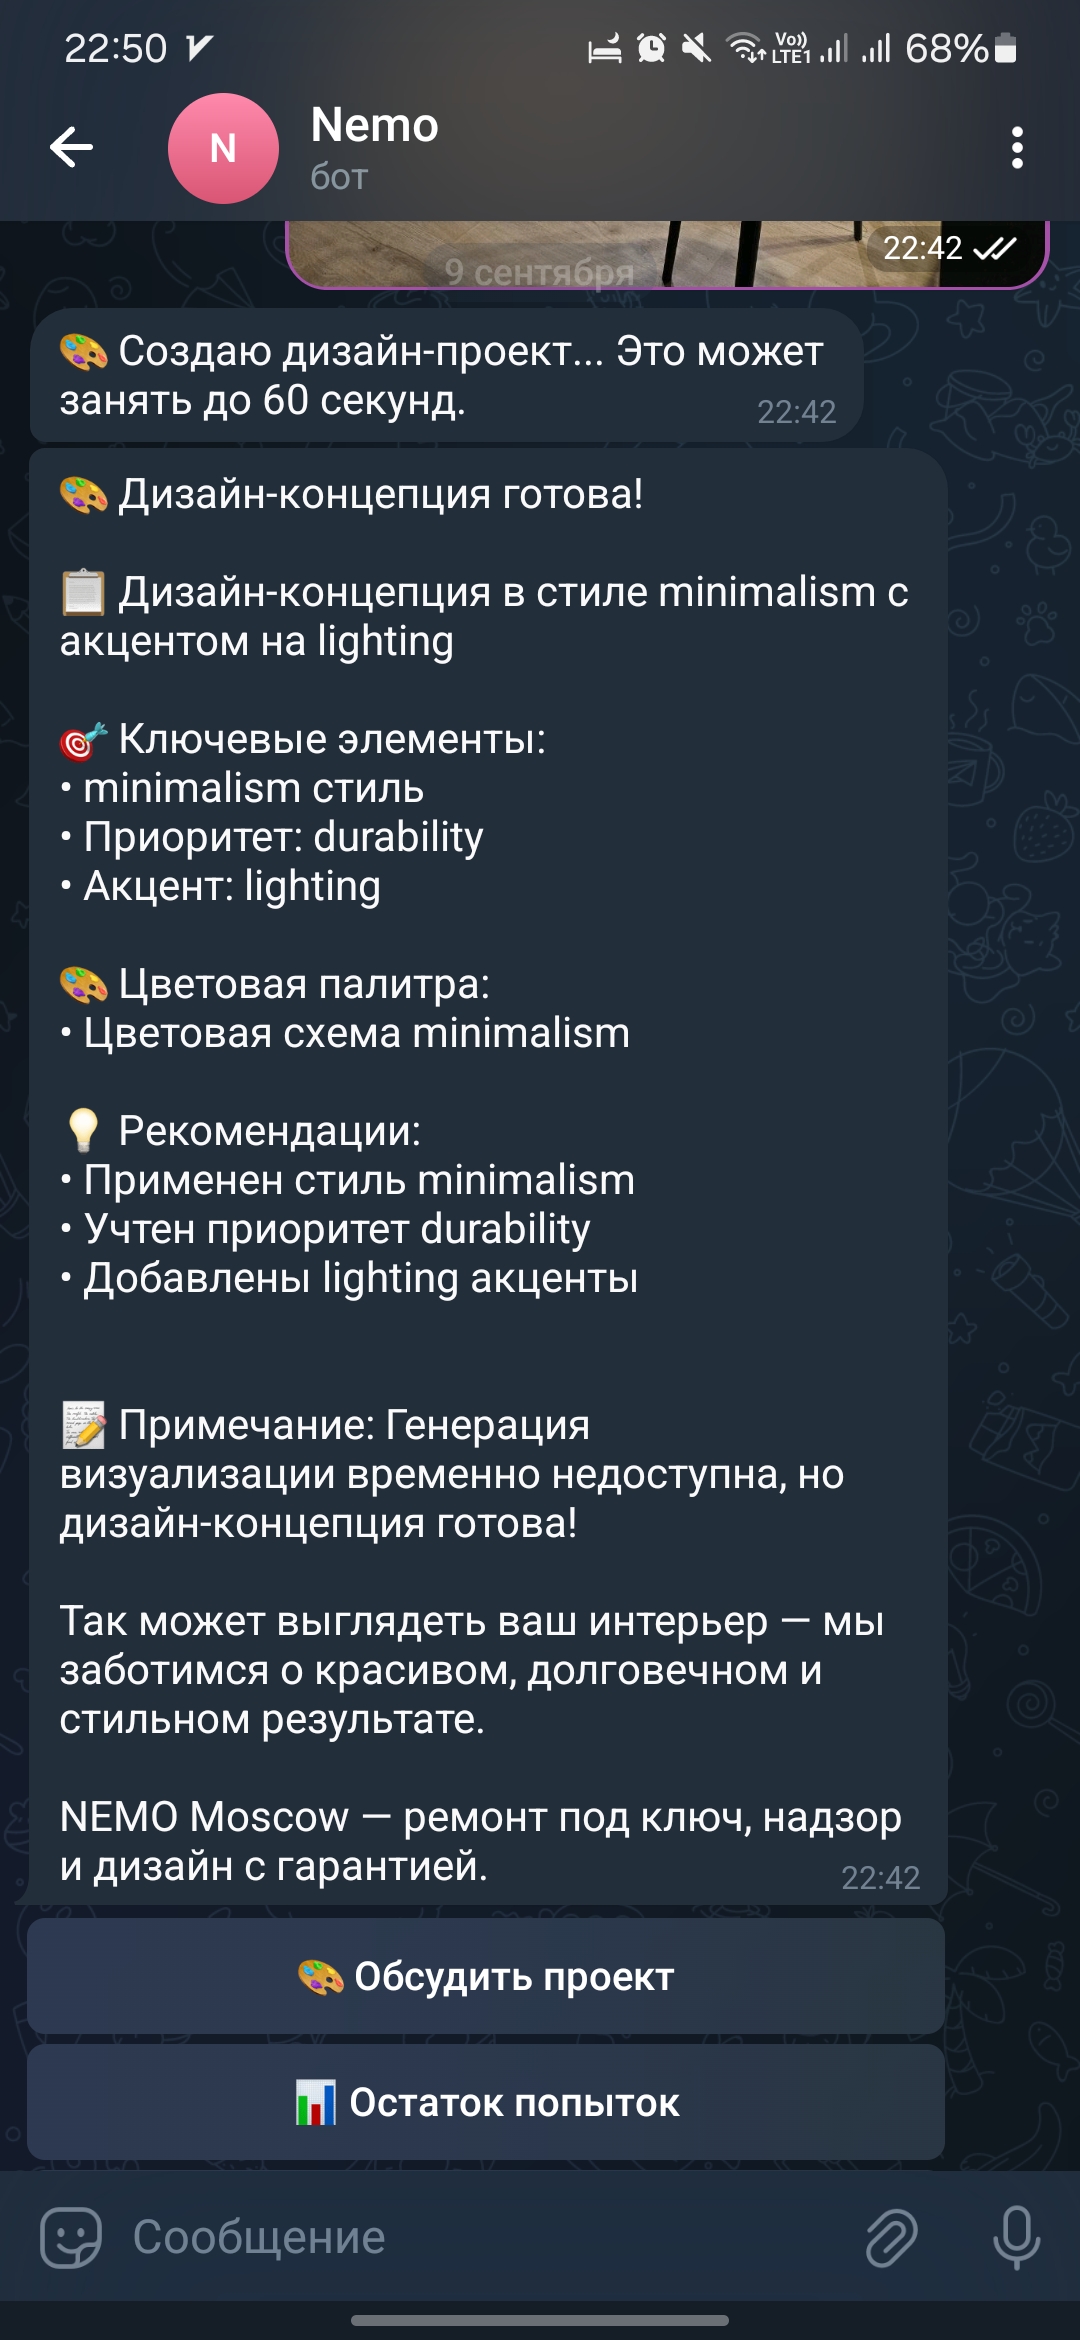 22:50
Vo))
LTE1
68%
N
Nemo
бот
22:42
9 сентября
🎨 Создаю дизайн-проект... Это может
занять до 60 секунд.
22:42
🎨 Дизайн-концепция готова!
📋 Дизайн-концепция в стиле minimalism с
акцентом на lighting
🎯 Ключевые элементы:
• minimalism стиль
• Приоритет: durability
• Акцент: lighting
🎨 Цветовая палитра:
• Цветовая схема minimalism
💡 Рекомендации:
• Применен стиль minimalism
• Учтен приоритет durability
• Добавлены lighting акценты
📝 Примечание: Генерация
визуализации временно недоступна, но
дизайн-концепция готова!
Так может выглядеть ваш интерьер — мы
заботимся о красивом, долговечном и
стильном результате.
NEMO Moscow — ремонт под ключ, надзор
и дизайн с гарантией.
22:42
🎨 Обсудить проект
📊 Остаток попыток
Сообщение